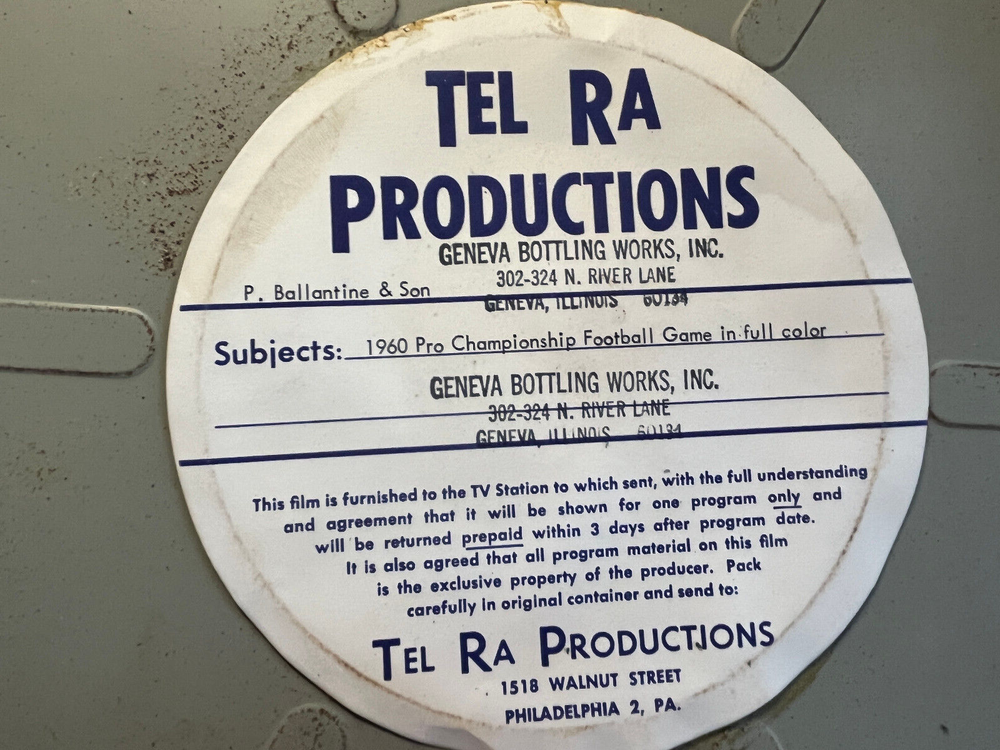 TEL RA
PRODUCTIONS
GENEVA BOTTLING WORKS, INC.
302-324 N. RIVER LANE
P. Ballantine & Son
GENEVA, ILLINOIS 60134
Subjects: 1960 Pro Championship Football Game in full color
GENEVA BOTTLING WORKS, INC.
302-324 N. RIVER LANE
GENEVA, ILLINOIS 60134
This film is furnished to the TV Station to which sent, with the full understanding
and agreement that it will be shown for one program only and
will be returned prepaid within 3 days after program date.
It is also agreed that all program material on this film
is the exclusive property of the producer. Pack
carefully in original container and send to:
TEL RA PRODUCTIONS
1518 WALNUT STREET
PHILADELPHIA 2, PA.